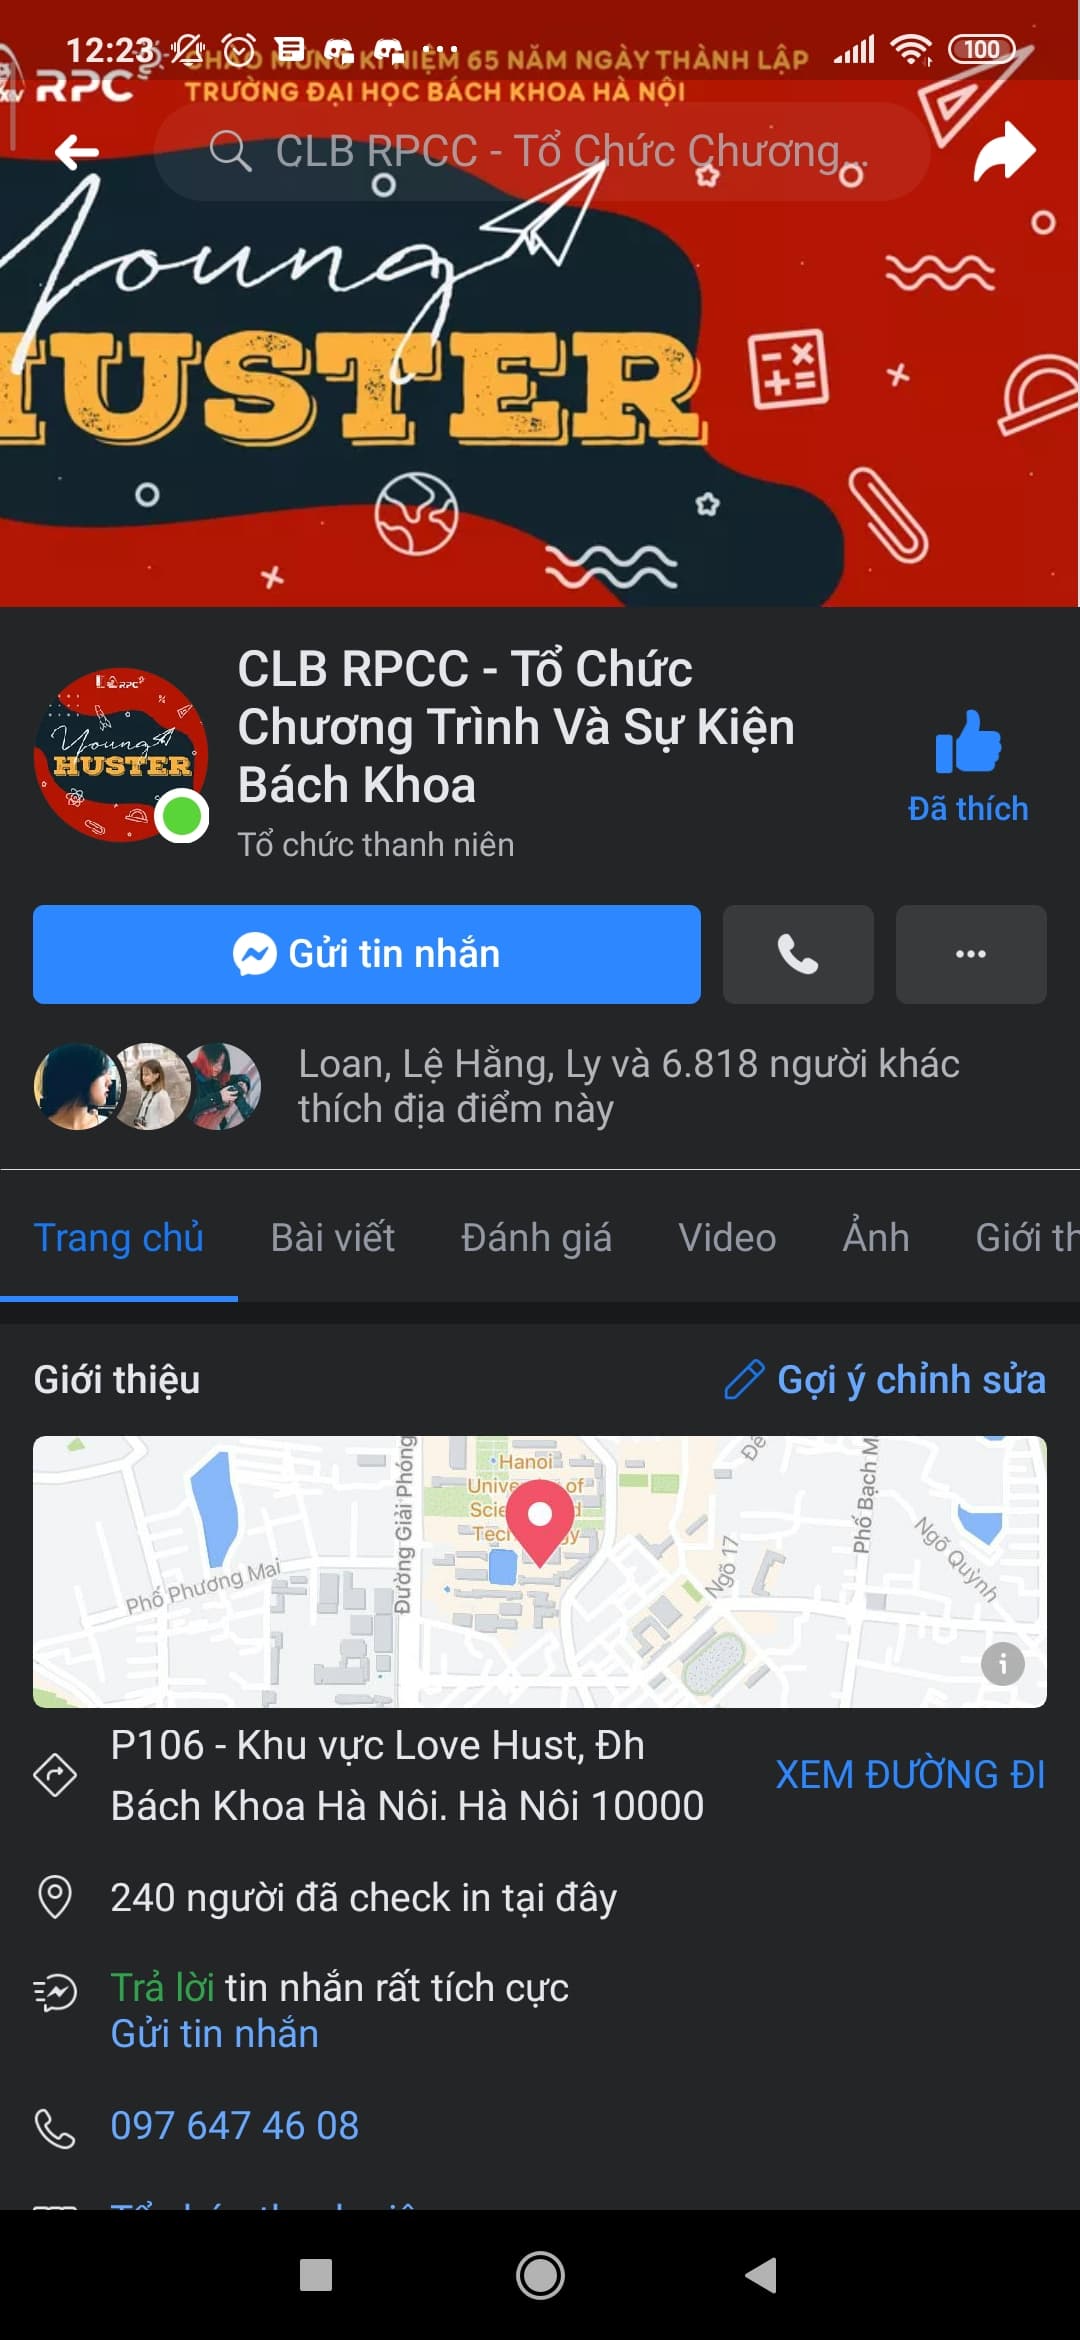 12:23
100
CHÀO MỪNG KỶ NIỆM 65 NĂM NGÀY THÀNH LẬP
RPC
TRƯỜNG ĐẠI HỌC BÁCH KHOA HÀ NỘI
CLB RPCC - Tổ Chức Chương...
Young
HUSTER
CLB RPCC - Tổ Chức
Chương Trình Và Sự Kiện
Bách Khoa
Tổ chức thanh niên
Young
HUSTER
Đã thích
Gửi tin nhắn
Loan, Lệ Hằng, Ly và 6.818 người khác
thích địa điểm này
Trang chủ Bài viết Đánh giá Video Ảnh Giới th
Giới thiệu
Gợi ý chỉnh sửa
Hanoi
of
Phố Phương Mai
Đường Giải Phóng
Ngõ 17
Phố Bạch M
Ngõ Quỳnh
P106 - Khu vực Love Hust, Đh
Bách Khoa Hà Nôi. Hà Nôi 10000
XEM ĐƯỜNG ĐI
240 người đã check in tại đây
Trả lời tin nhắn rất tích cực
Gửi tin nhắn
097 647 46 08